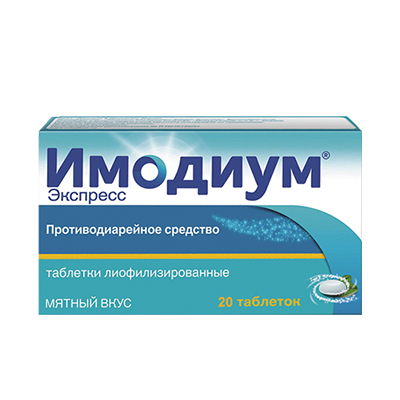 Имодиум®
Экспресс
Противодиарейное средство
таблетки лиофилизированные
МЯТНЫЙ ВКУС
20 таблеток